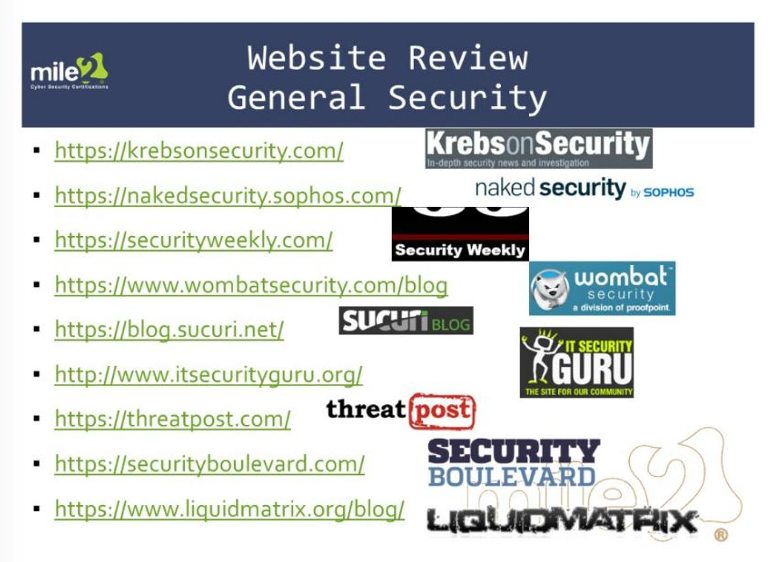 mile2
Cyber Security Certifications
Website Review
General Security
▪ https://krebsonsecurity.com/
KrebsonSecurity
In-depth security news and investigation
▪ https://nakedsecurity.sophos.com/
naked security by SOPHOS
▪ https://securityweekly.com/
Security Weekly
▪ https://www.wombatsecurity.com/blog
wombat
security
a division of proofpoint.
▪ https://blog.sucuri.net/
SUCURI BLOG
▪ http://www.itsecurityguru.org/
IT SECURITY
GURU
THE SITE FOR OUR COMMUNITY
▪ https://threatpost.com/
threat post
▪ https://securityboulevard.com/
SECURITY
BOULEVARD
▪ https://www.liquidmatrix.org/blog/
LIQUIDMATRIX
mile2 ®